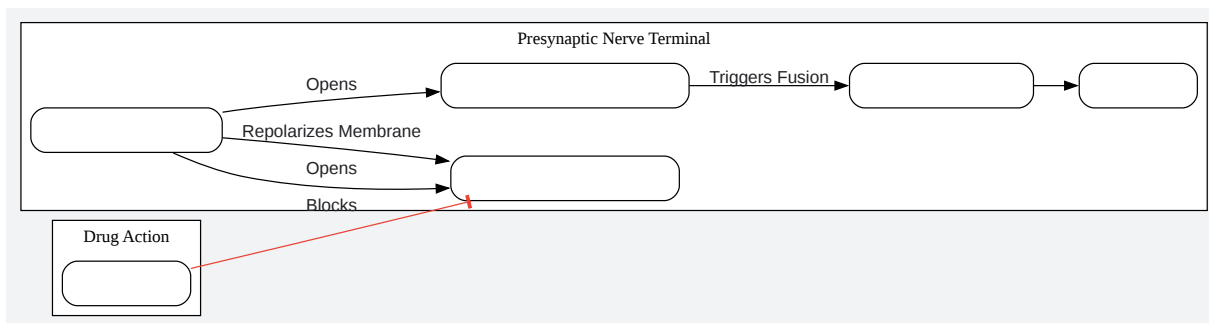 Presynaptic Nerve Terminal
Opens
Triggers Fusion
Repolarizes Membrane
Opens
Blocks
Drug Action